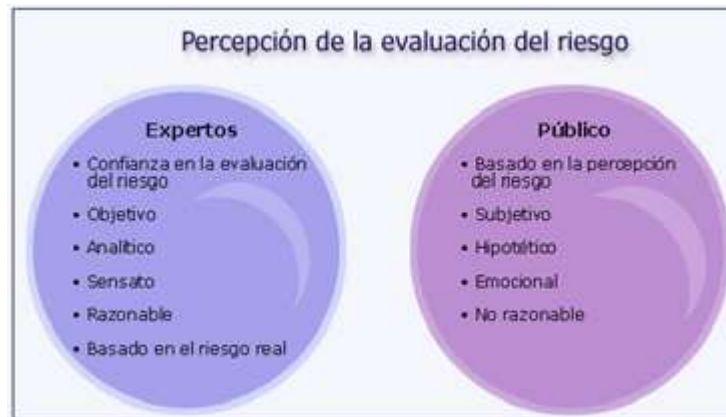 Percepción de la evaluación del riesgo
Expertos
• Confianza en la evaluación
del riesgo
• Objetivo
• Analítico
• Sensato
• Razonable
• Basado en el riesgo real
Público
• Basado en la percepción
del riesgo
• Subjetivo
• Hipotético
• Emocional
• No razonable